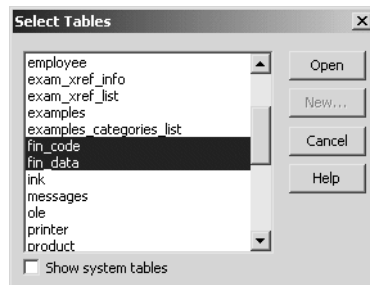 Select Tables
employee
exam_xref_info
exam_xref_list
examples
examples_categories_list
fin_code
fin_data
ink
messages
ole
printer
product
Open
New...
Cancel
Help
Show system tables